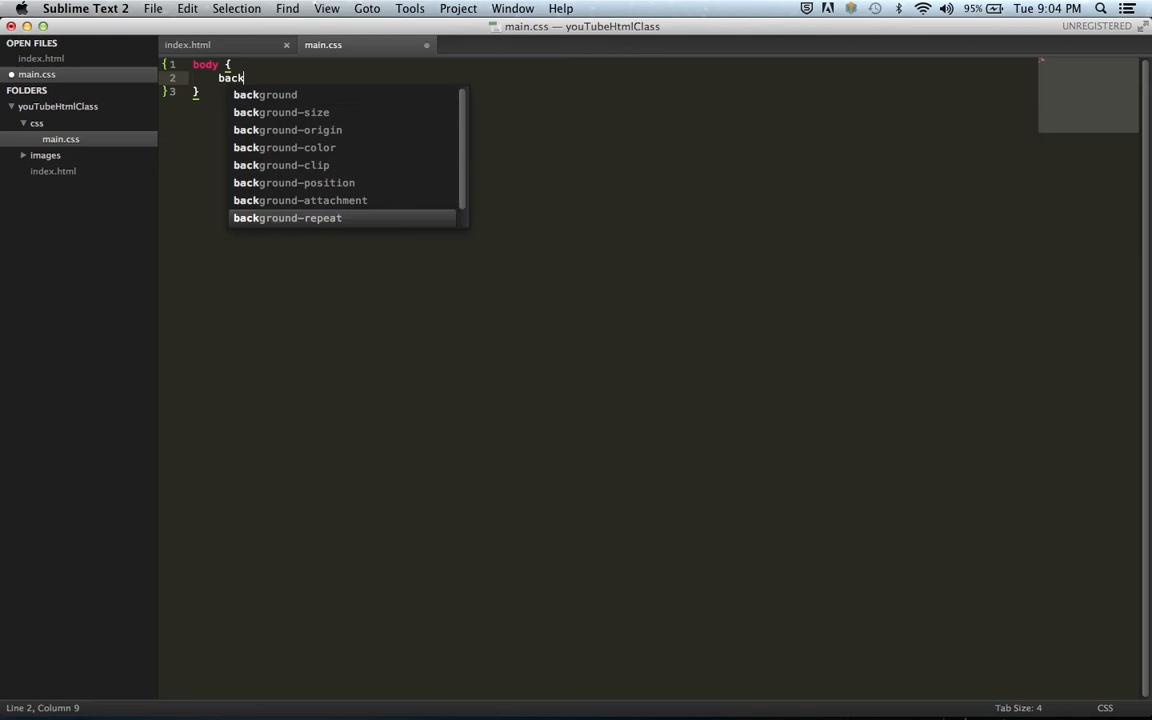 Sublime Text 2 File Edit Selection Find View Goto Tools Project Window Help 95% Tue 9:04 PM
main.css — youTubeHtmlClass UNREGISTERED
OPEN FILES
index.html
main.css
FOLDERS
youTubeHtmlClass
css
main.css
images
index.html
index.html × main.css
1 body {
2 back
3 }
background
background-size
background-origin
background-color
background-clip
background-position
background-attachment
background-repeat
Line 2, Column 9 Tab Size: 4 CSS